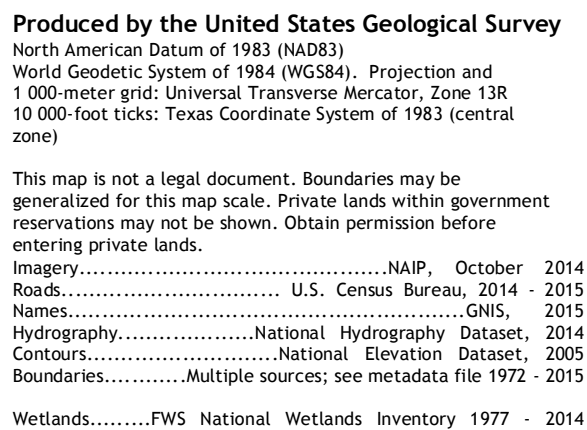 Produced by the United States Geological Survey
North American Datum of 1983 (NAD83)
World Geodetic System of 1984 (WGS84).  Projection and
1 000-meter grid: Universal Transverse Mercator, Zone 13R
10 000-foot ticks: Texas Coordinate System of 1983 (central
zone)
This map is not a legal document. Boundaries may be
generalized for this map scale. Private lands within government
reservations may not be shown. Obtain permission before
entering private lands.
Imagery.............................................NAIP, October 2014
Roads................................ U.S. Census Bureau, 2014 - 2015
Names..........................................................GNIS, 2015
Hydrography....................National Hydrography Dataset, 2014
Contours............................National Elevation Dataset, 2005
Boundaries............Multiple sources; see metadata file 1972 - 2015
Wetlands.........FWS National Wetlands Inventory 1977 - 2014